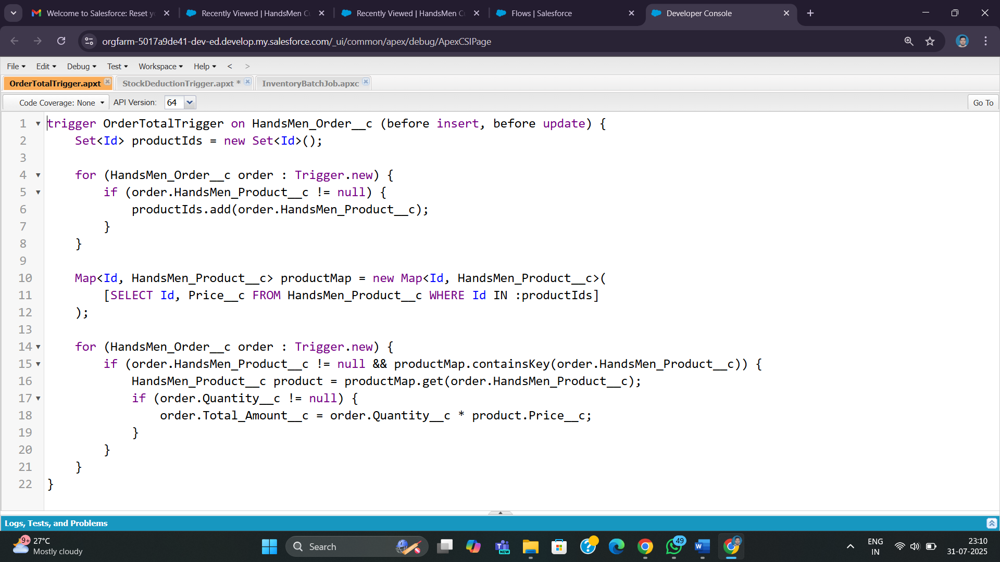 Welcome to Salesforce: Reset yo
Recently Viewed | HandsMen Cu
Recently Viewed | HandsMen Cu
Flows | Salesforce
Developer Console
orgfarm-5017a9de41-dev-ed.develop.my.salesforce.com/_ui/common/apex/debug/ApexCSIPage
File Edit Debug Test Workspace Help < >
OrderTotalTrigger.apxt
StockDeductionTrigger.apxt *
InventoryBatchJob.apxc
Code Coverage: None API Version: 64 Go To
1 trigger OrderTotalTrigger on HandsMen_Order__c (before insert, before update) {
2     Set<Id> productIds = new Set<Id>();
3
4     for (HandsMen_Order__c order : Trigger.new) {
5         if (order.HandsMen_Product__c != null) {
6             productIds.add(order.HandsMen_Product__c);
7         }
8     }
9
10     Map<Id, HandsMen_Product__c> productMap = new Map<Id, HandsMen_Product__c>(
11         [SELECT Id, Price__c FROM HandsMen_Product__c WHERE Id IN :productIds]
12     );
13
14     for (HandsMen_Order__c order : Trigger.new) {
15         if (order.HandsMen_Product__c != null && productMap.containsKey(order.HandsMen_Product__c)) {
16             HandsMen_Product__c product = productMap.get(order.HandsMen_Product__c);
17             if (order.Quantity__c != null) {
18                 order.Total_Amount__c = order.Quantity__c * product.Price__c;
19             }
20         }
21     }
22 }
Logs, Tests, and Problems
9+
27°C
Mostly cloudy
Search
NEW
49
ENG
IN
23:10
31-07-2025